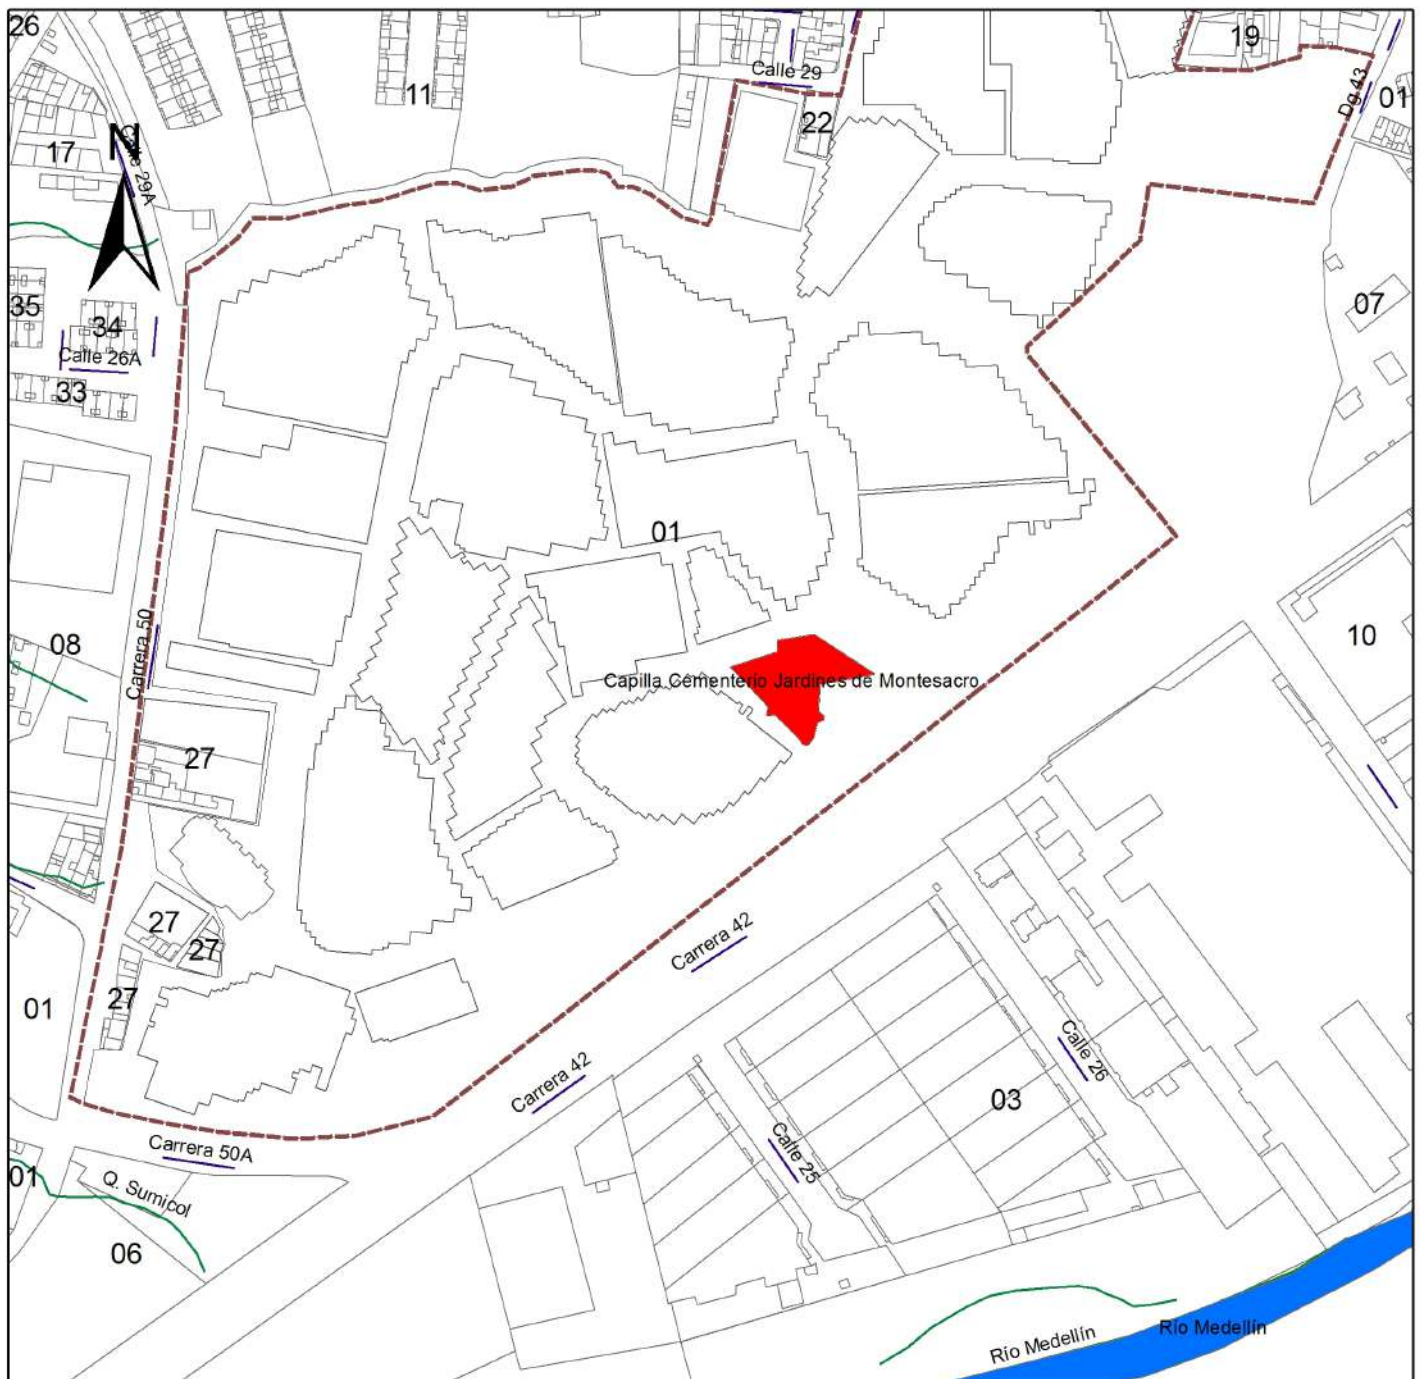 26
19
Calle 29
11
Dg 43
01
22
17
N
Calle 29A
35
34
07
Calle 26A
33
01
10
08
Carrera 50
Capilla Cementerio Jardines de Montesacro
27
27
27
Carrera 42
27
01
Calle 26
Carrera 42
03
Carrera 50A
Calle 25
01
Q. Sumicol
06
Río Medellín
Río Medellín